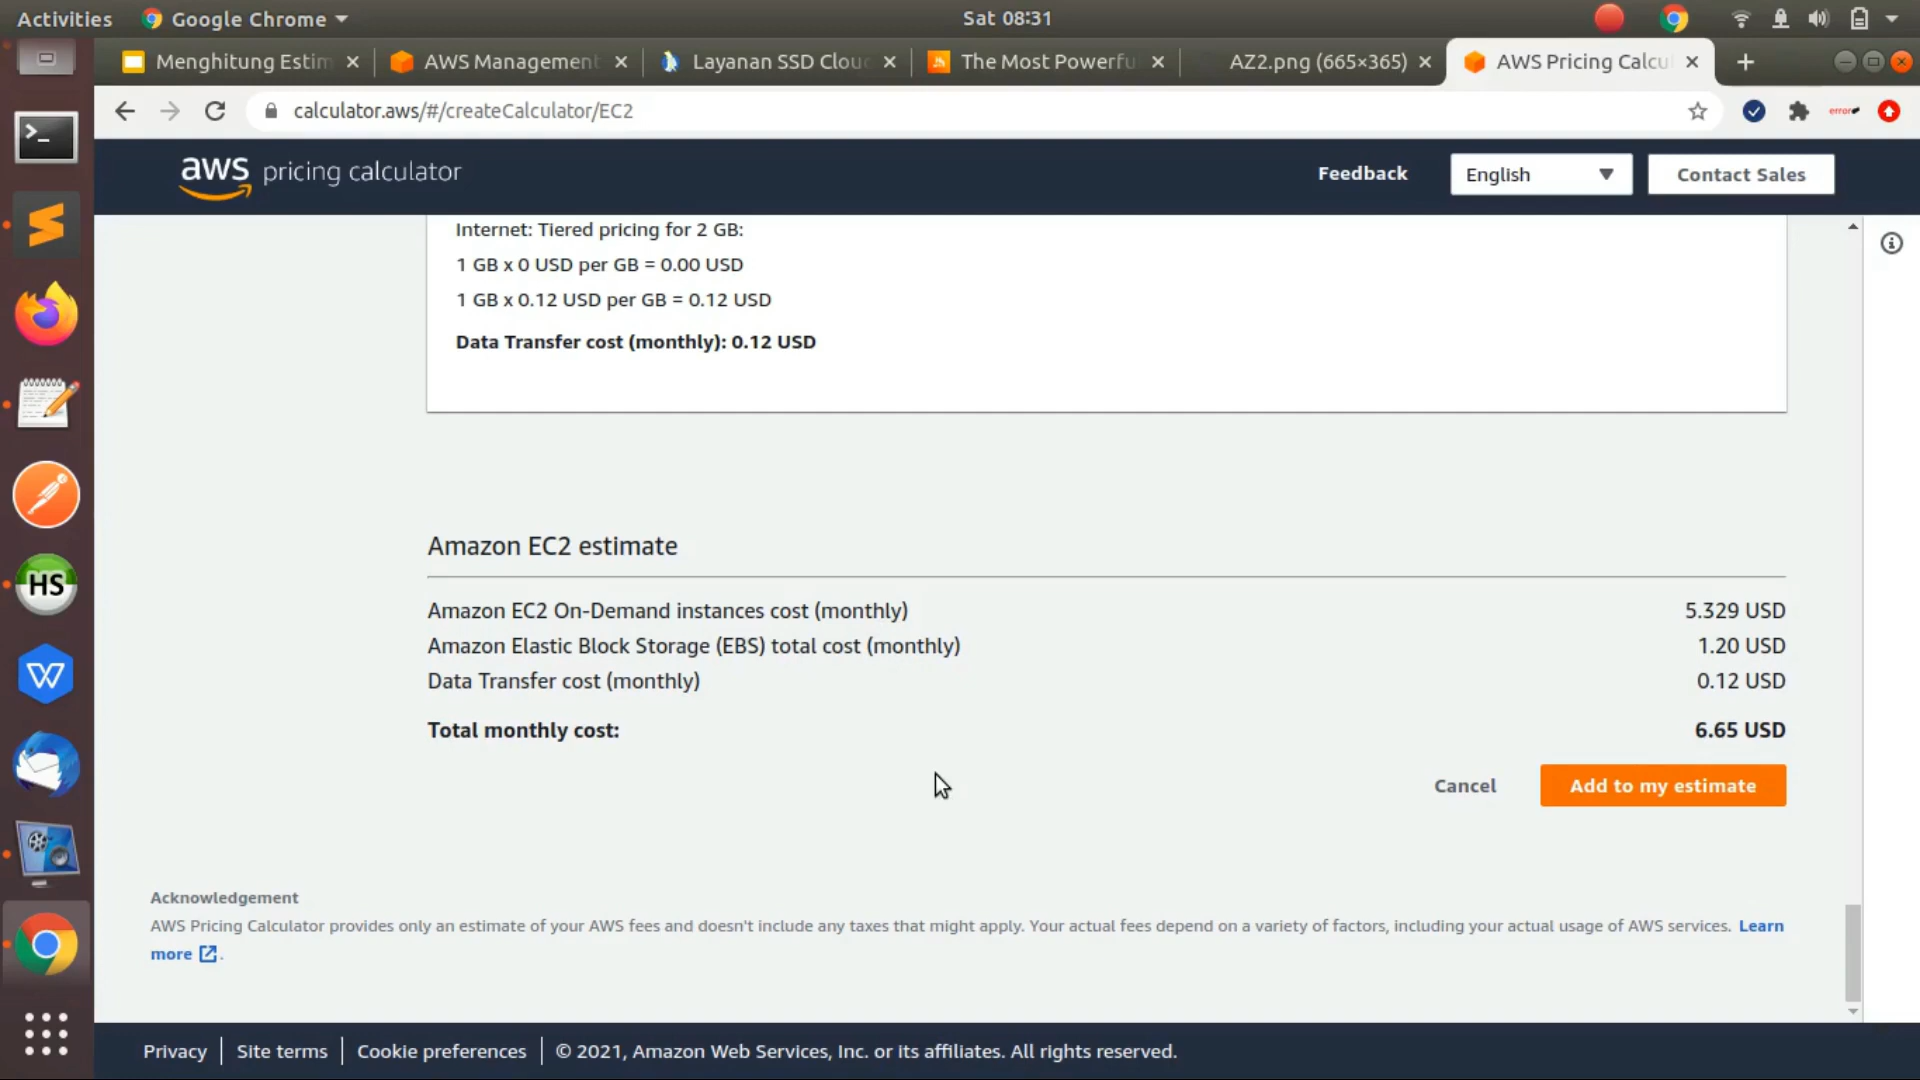 Activities
Google Chrome
Sat 08:31
Menghitung Estim
AWS Management
Layanan SSD Clou
The Most Powerfu
AZ2.png (665×365)
AWS Pricing Calcu
calculator.aws/#/createCalculator/EC2
error
aws pricing calculator
Feedback
English
Contact Sales
Internet: Tiered pricing for 2 GB:
1 GB x 0 USD per GB = 0.00 USD
1 GB x 0.12 USD per GB = 0.12 USD
Data Transfer cost (monthly): 0.12 USD
Amazon EC2 estimate
Amazon EC2 On-Demand instances cost (monthly) 5.329 USD
Amazon Elastic Block Storage (EBS) total cost (monthly) 1.20 USD
Data Transfer cost (monthly) 0.12 USD
Total monthly cost: 6.65 USD
Cancel
Add to my estimate
HS
W
Acknowledgement
AWS Pricing Calculator provides only an estimate of your AWS fees and doesn't include any taxes that might apply. Your actual fees depend on a variety of factors, including your actual usage of AWS services. Learn
more .
Privacy
Site terms
Cookie preferences
© 2021, Amazon Web Services, Inc. or its affiliates. All rights reserved.